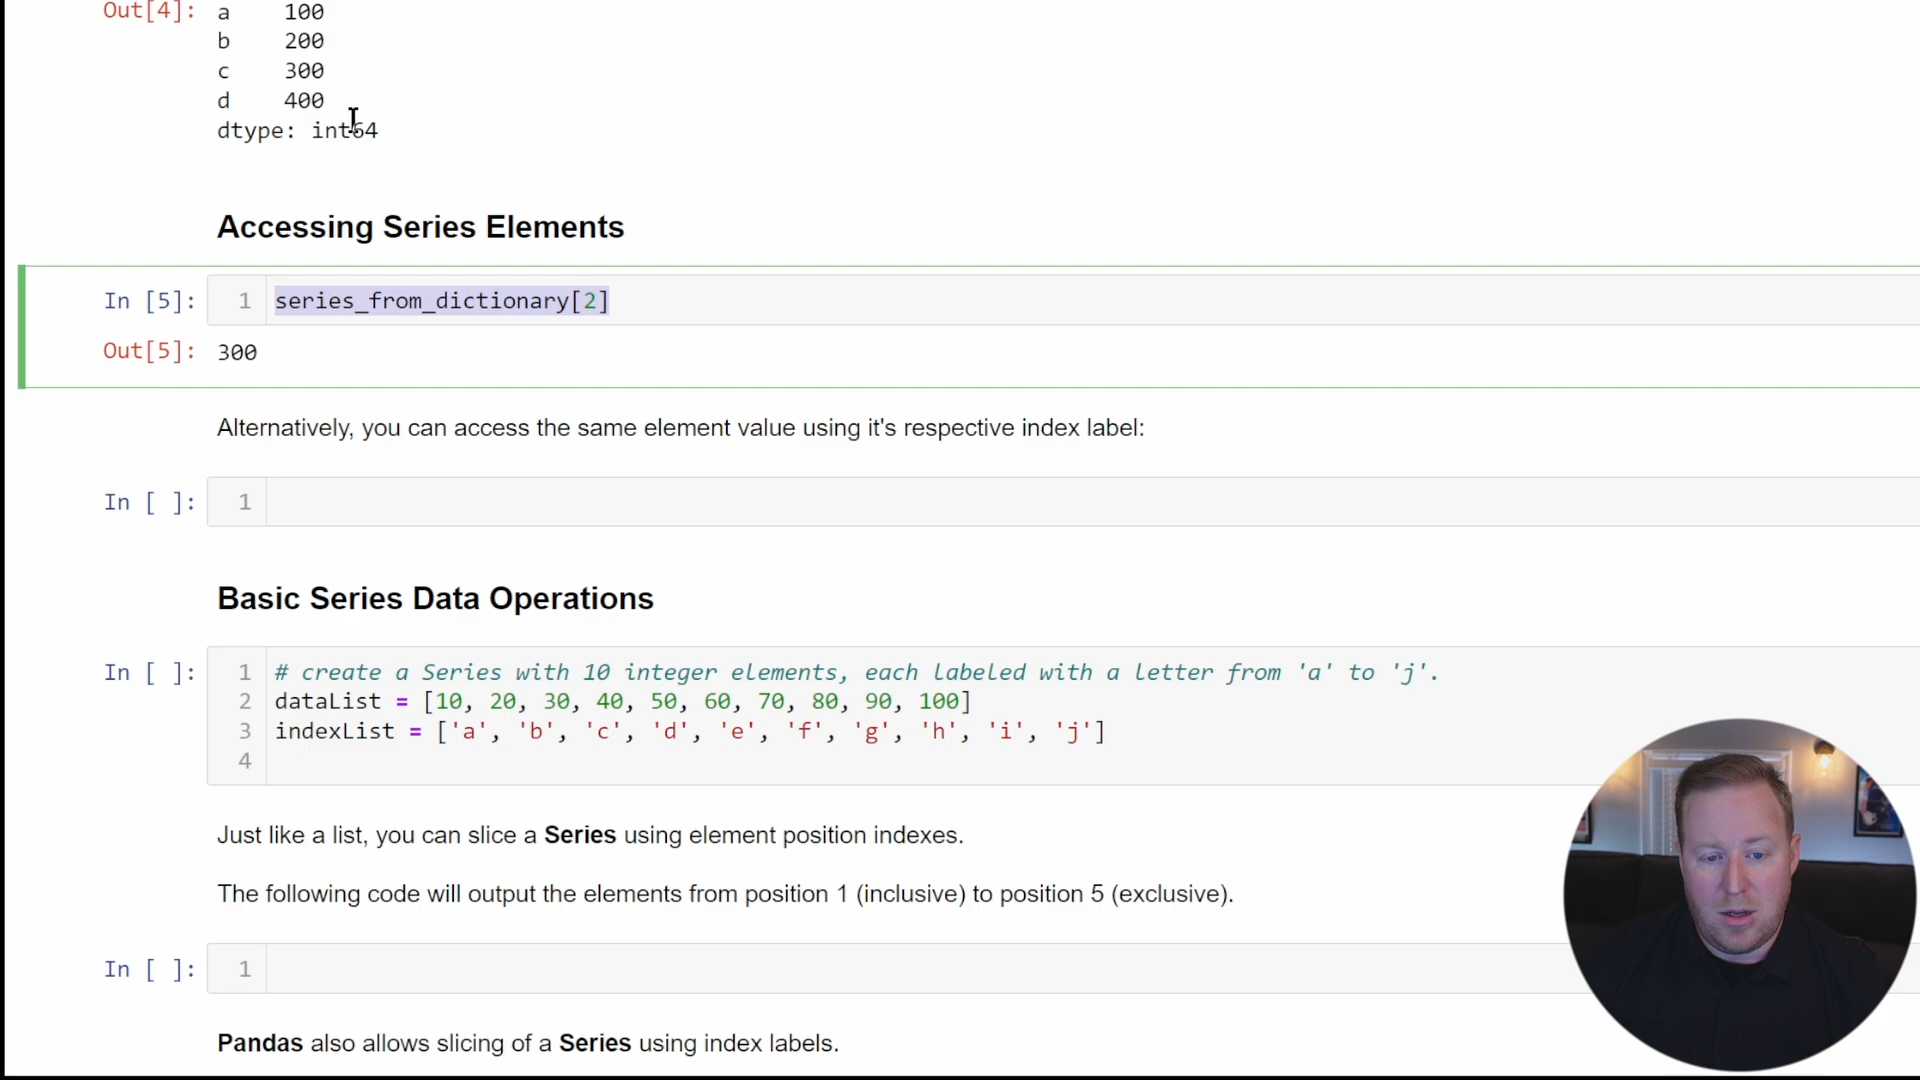 Out[4]: a 100
b 200
c 300
d 400
dtype: int64
Accessing Series Elements
In [5]: 1 series_from_dictionary[2]
Out[5]: 300
Alternatively, you can access the same element value using it's respective index label:
In [ ]: 1
Basic Series Data Operations
In [ ]: 1 # create a Series with 10 integer elements, each labeled with a letter from 'a' to 'j'.
2 dataList = [10, 20, 30, 40, 50, 60, 70, 80, 90, 100]
3 indexList = ['a', 'b', 'c', 'd', 'e', 'f', 'g', 'h', 'i', 'j']
4
Just like a list, you can slice a Series using element position indexes.
The following code will output the elements from position 1 (inclusive) to position 5 (exclusive).
In [ ]: 1
Pandas also allows slicing of a Series using index labels.